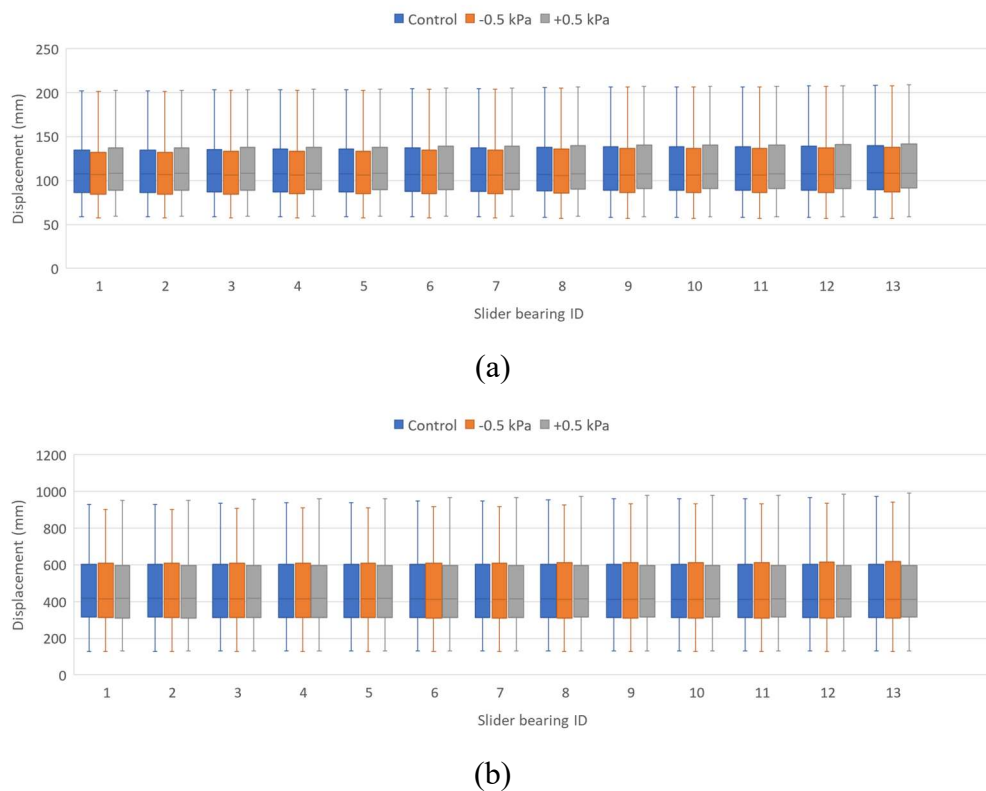 Control -0.5 kPa +0.5 kPa
250
200
150
100
50
0
Displacement (mm)
1 2 3 4 5 6 7 8 9 10 11 12 13
Slider bearing ID
(a)
Control -0.5 kPa +0.5 kPa
1200
1000
800
600
400
200
0
Displacement (mm)
1 2 3 4 5 6 7 8 9 10 11 12 13
Slider bearing ID
(b)